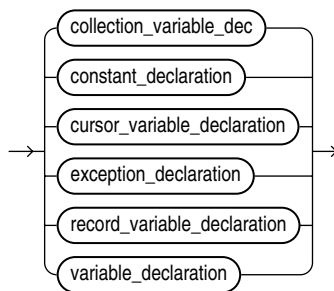 collection_variable_dec
constant_declaration
cursor_variable_declaration
exception_declaration
record_variable_declaration
variable_declaration